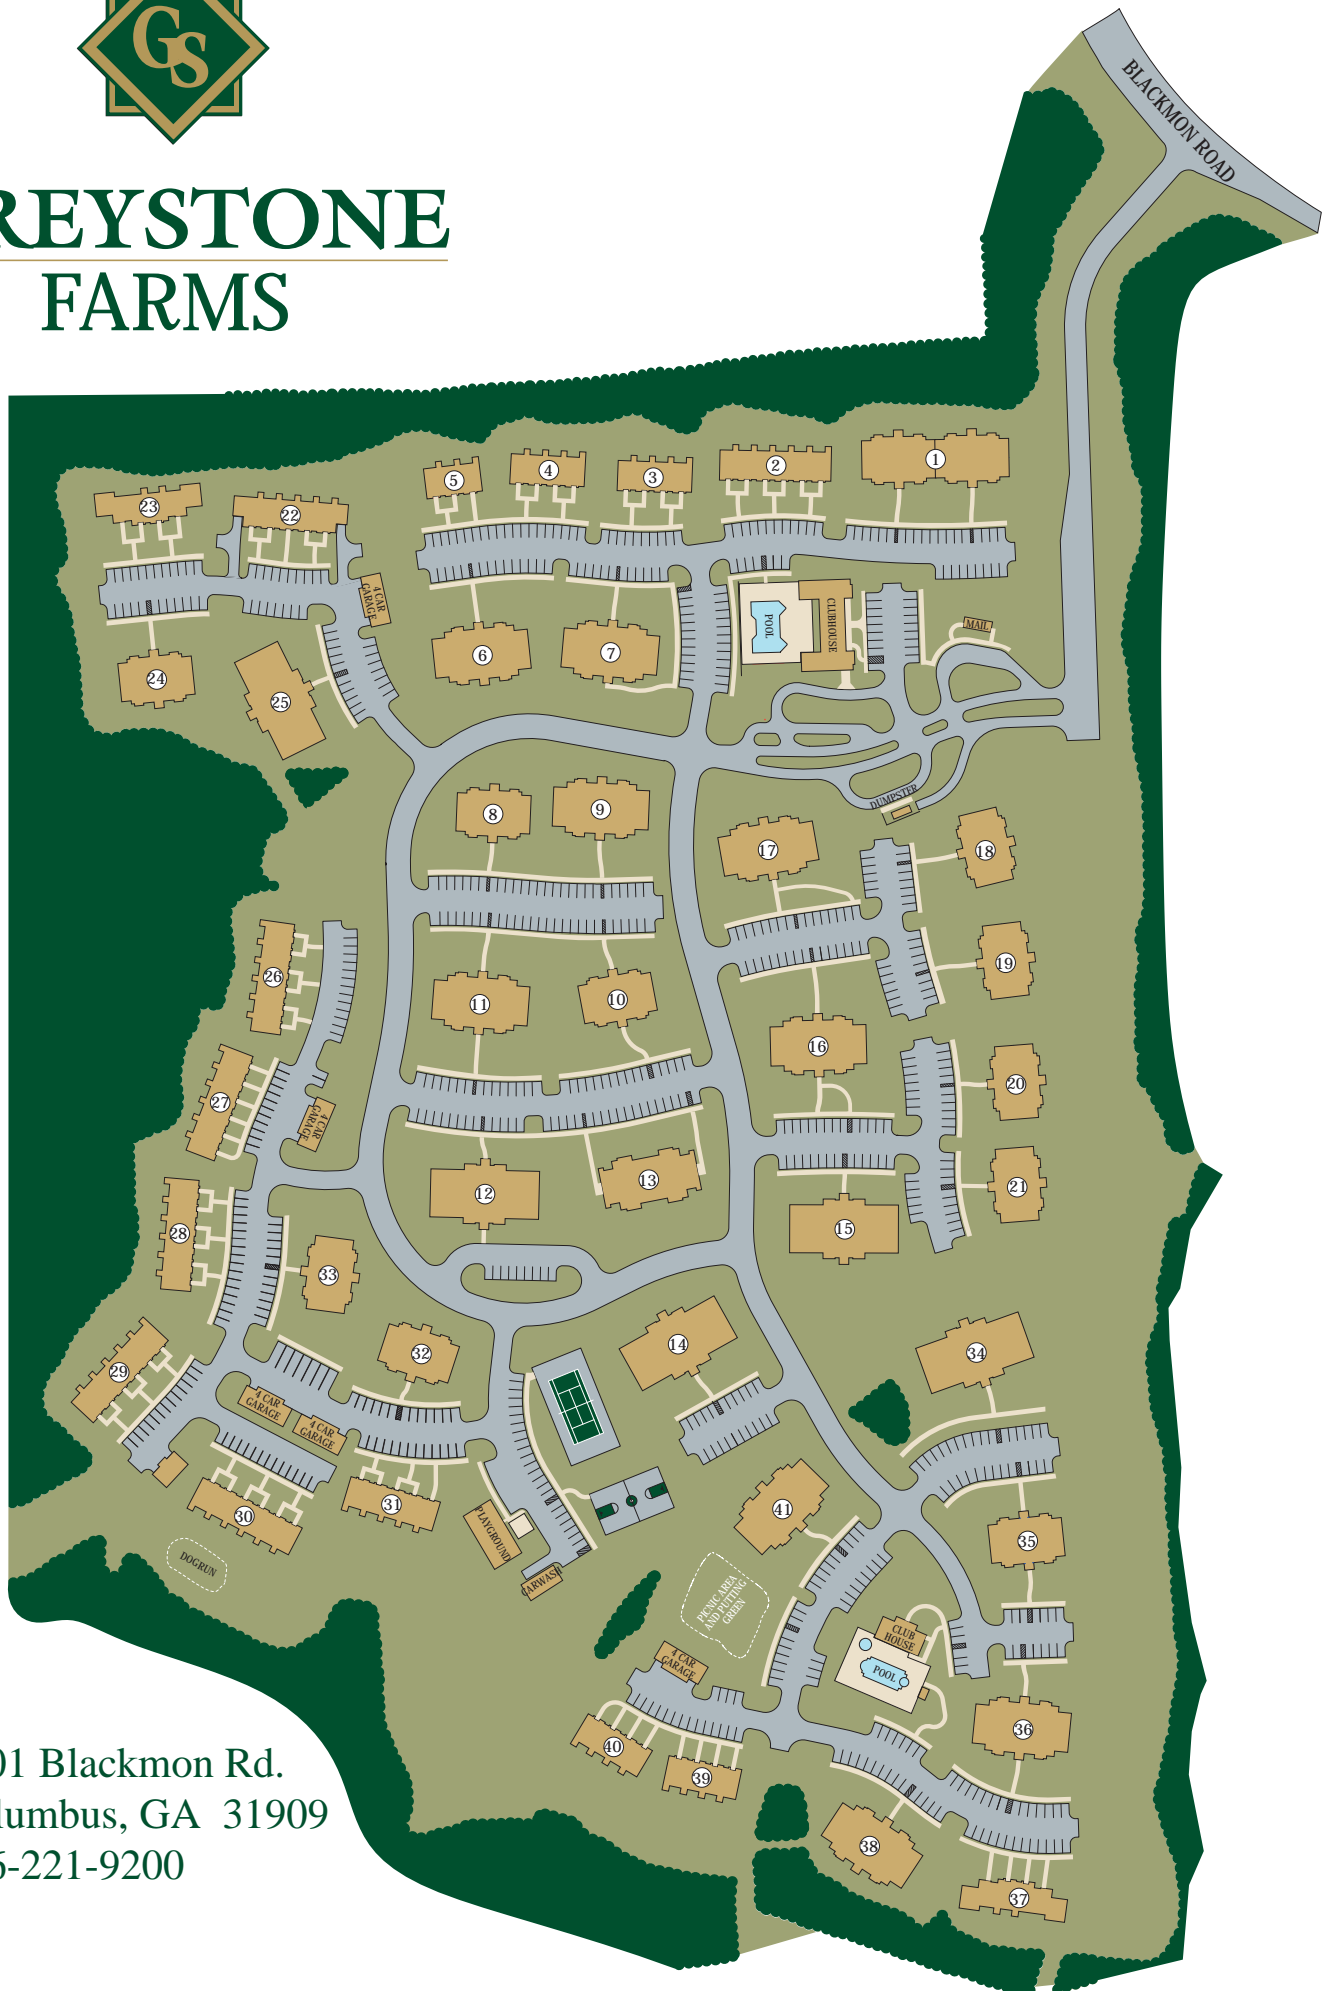 GS
REYSTONE
FARMS
BLACKMON ROAD
1
2
3
4
5
6
7
22
23
24
25
4 CAR
GARAGE
POOL
CLUBHOUSE
MAIL
DUMPSTER
8
9
10
11
12
13
14
15
16
17
18
19
20
21
26
27
4 CAR
GARAGE
28
29
33
32
4 CAR
GARAGE
4 CAR
GARAGE
30
31
DOGRUN
PLAYGROUND
CARWASH
34
35
41
PICNIC AREA
AND PUTTING
GREEN
CLUB
HOUSE
POOL
4 CAR
GARAGE
36
37
38
39
40
01 Blackmon Rd.
lumbus, GA 31909
6-221-9200